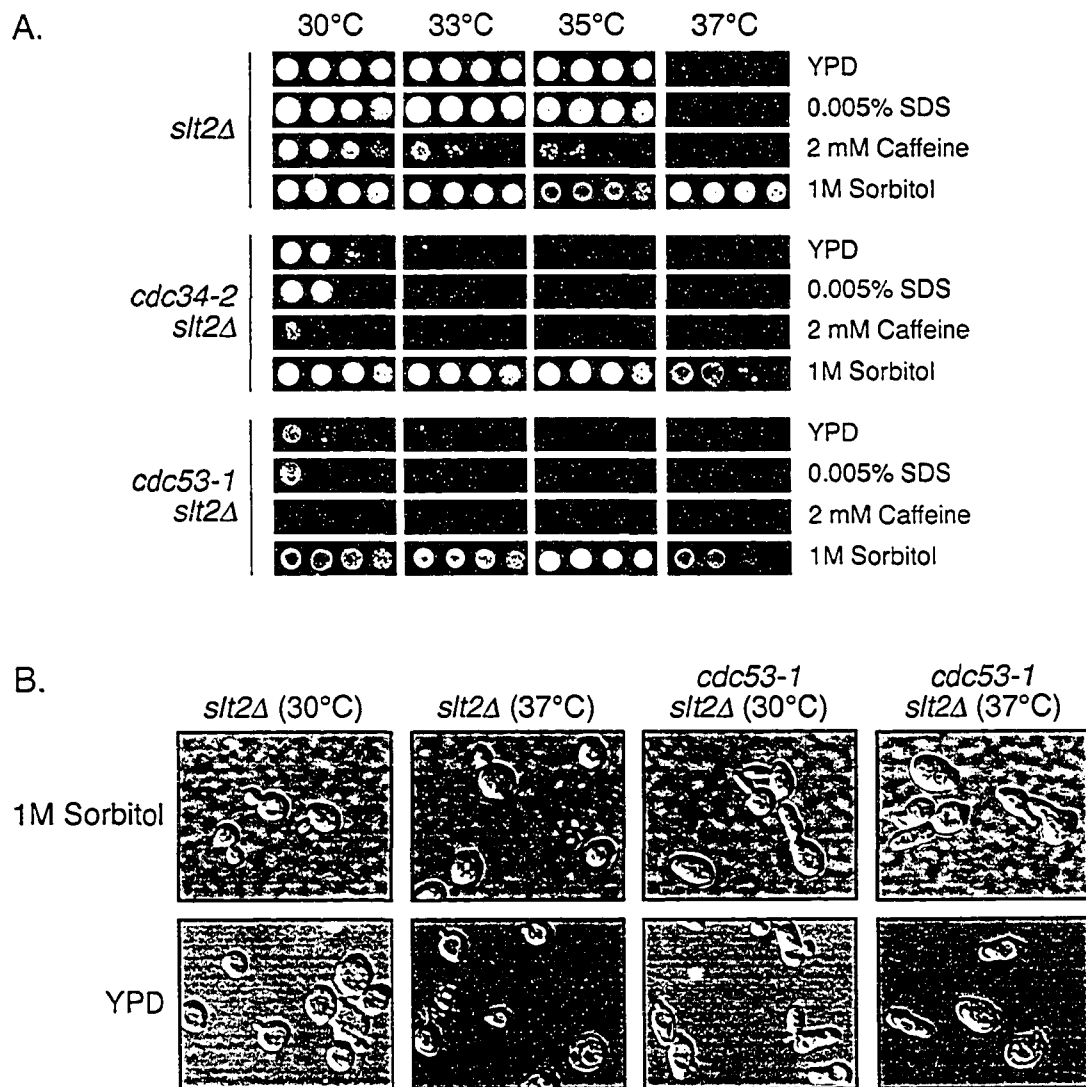 A.
30°C 33°C 35°C 37°C
slt2Δ
YPD
0.005% SDS
2 mM Caffeine
1M Sorbitol
cdc34-2
slt2Δ
YPD
0.005% SDS
2 mM Caffeine
1M Sorbitol
cdc53-1
slt2Δ
YPD
0.005% SDS
2 mM Caffeine
1M Sorbitol
B.
slt2Δ (30°C)
slt2Δ (37°C)
cdc53-1
slt2Δ (30°C)
cdc53-1
slt2Δ (37°C)
1M Sorbitol
YPD